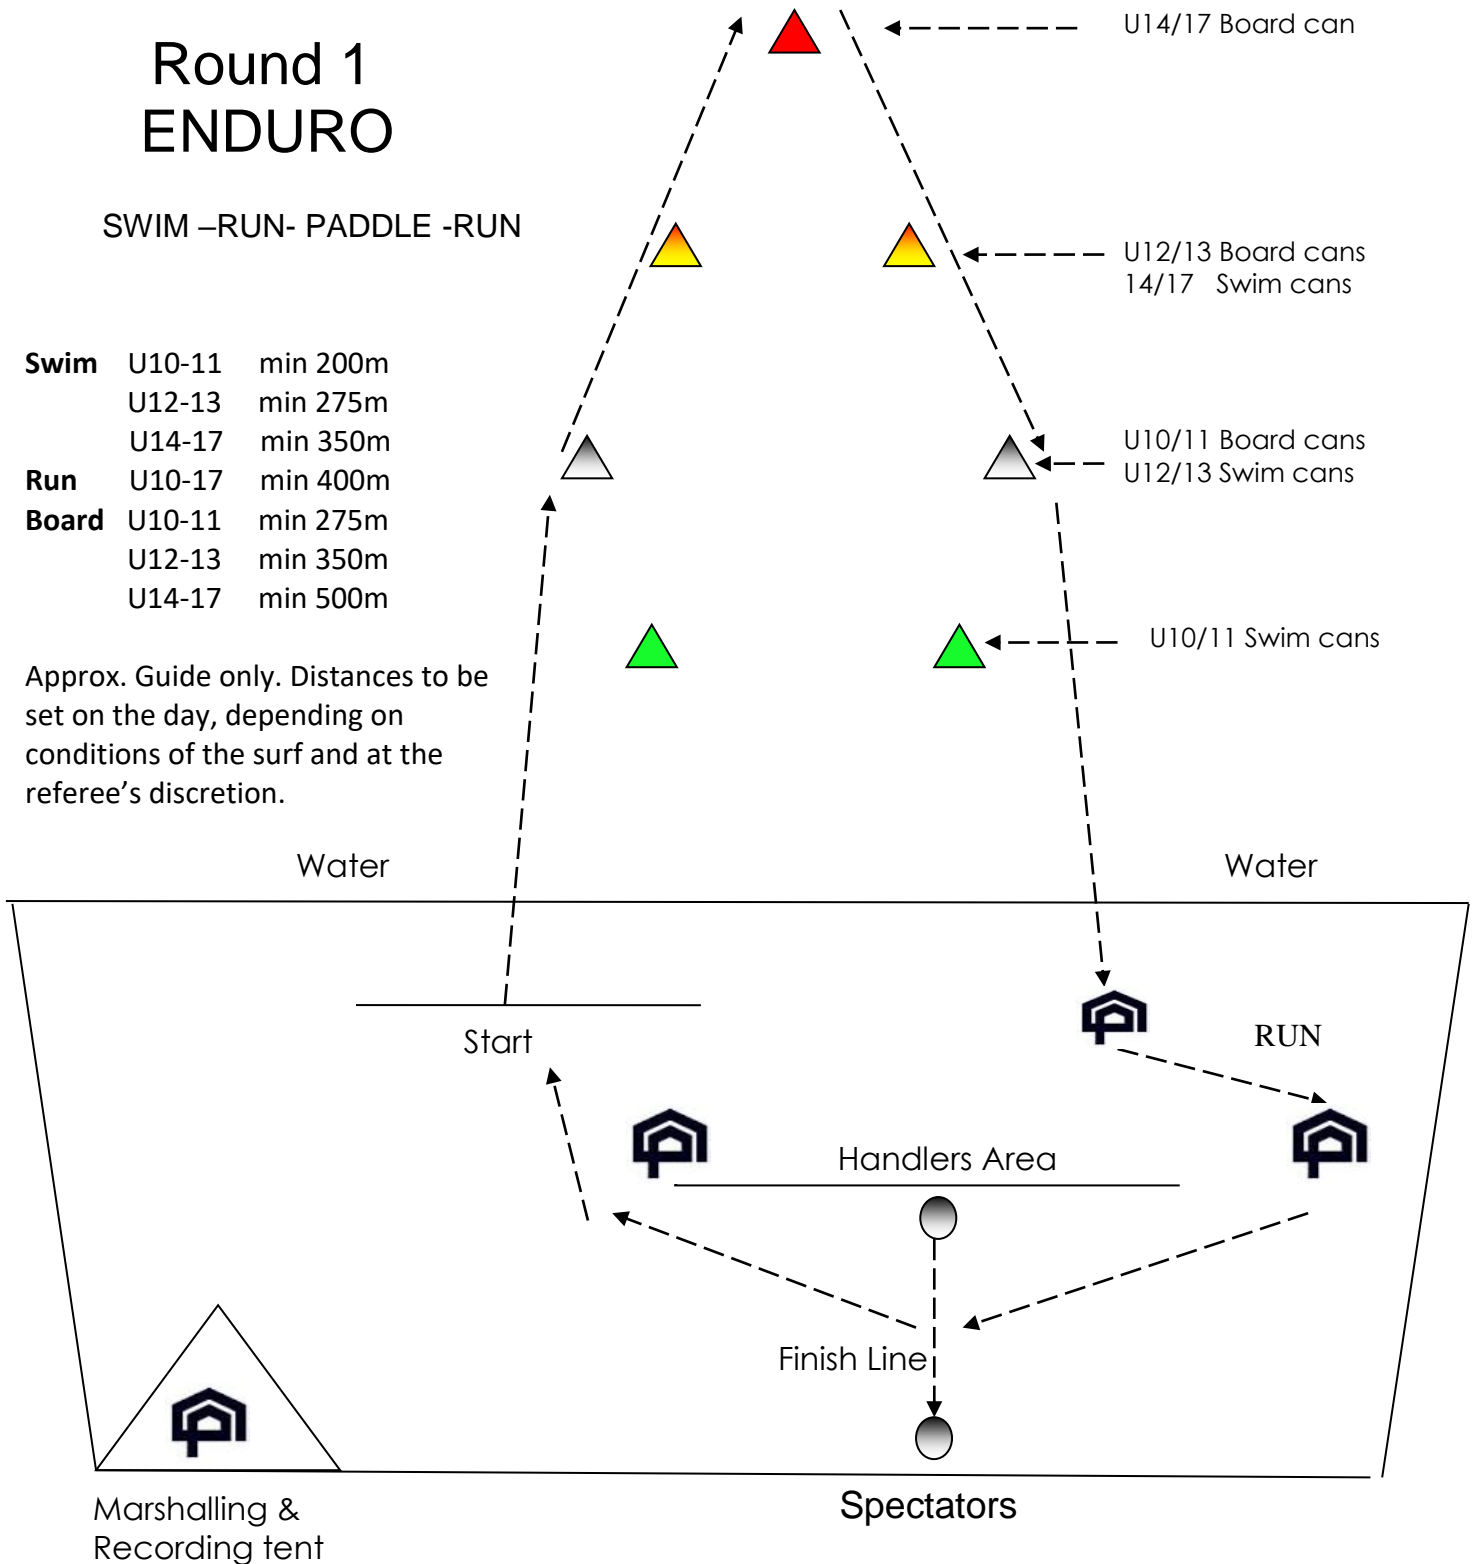 Round 1
ENDURO
SWIM –RUN- PADDLE -RUN
U14/17 Board can
U12/13 Board cans
14/17 Swim cans
Swim U10-11 min 200m
U12-13 min 275m
U14-17 min 350m
Run U10-17 min 400m
Board U10-11 min 275m
U12-13 min 350m
U14-17 min 500m
U10/11 Board cans
U12/13 Swim cans
U10/11 Swim cans
Approx. Guide only. Distances to be
set on the day, depending on
conditions of the surf and at the
referee’s discretion.
Water
Water
Start
RUN
Handlers Area
Finish Line
Spectators
Marshalling &
Recording tent